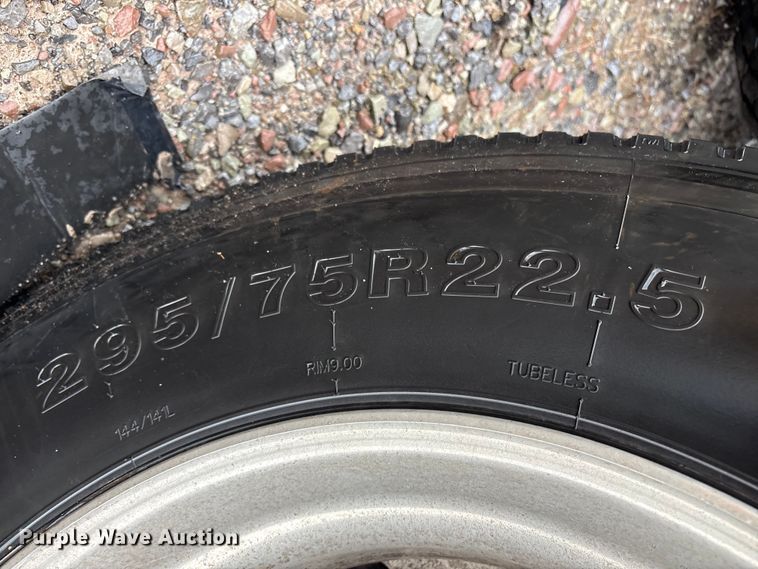 295/75R22.5
RIM9.00
TUBELESS
144/141L
Purple Wave Auction